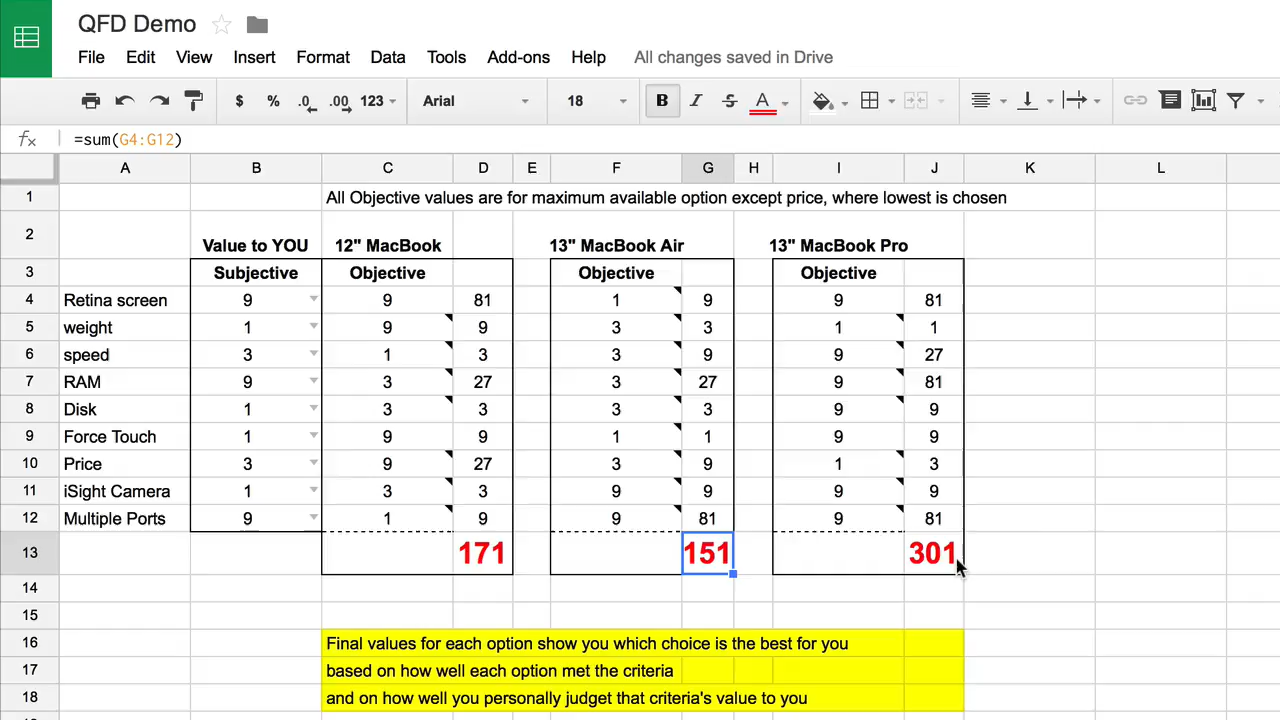 QFD Demo
File Edit View Insert Format Data Tools Add-ons Help All changes saved in Drive
$ % .0 .00 123 Arial 18 B I S A
fx =sum(G4:G12)
A B C D E F G H I J K L
1 All Objective values are for maximum available option except price, where lowest is chosen
2 Value to YOU 12" MacBook 13" MacBook Air 13" MacBook Pro
3 Subjective Objective Objective Objective
4 Retina screen 9 9 81 1 9 9 81
5 weight 1 9 9 3 3 1 1
6 speed 3 1 3 3 9 9 27
7 RAM 9 3 27 3 27 9 81
8 Disk 1 3 3 3 3 9 9
9 Force Touch 1 9 9 1 1 9 9
10 Price 3 9 27 3 9 1 3
11 iSight Camera 1 3 3 9 9 9 9
12 Multiple Ports 9 1 9 9 81 9 81
13 171 151 301
14
15
16 Final values for each option show you which choice is the best for you
17 based on how well each option met the criteria
18 and on how well you personally judget that criteria's value to you